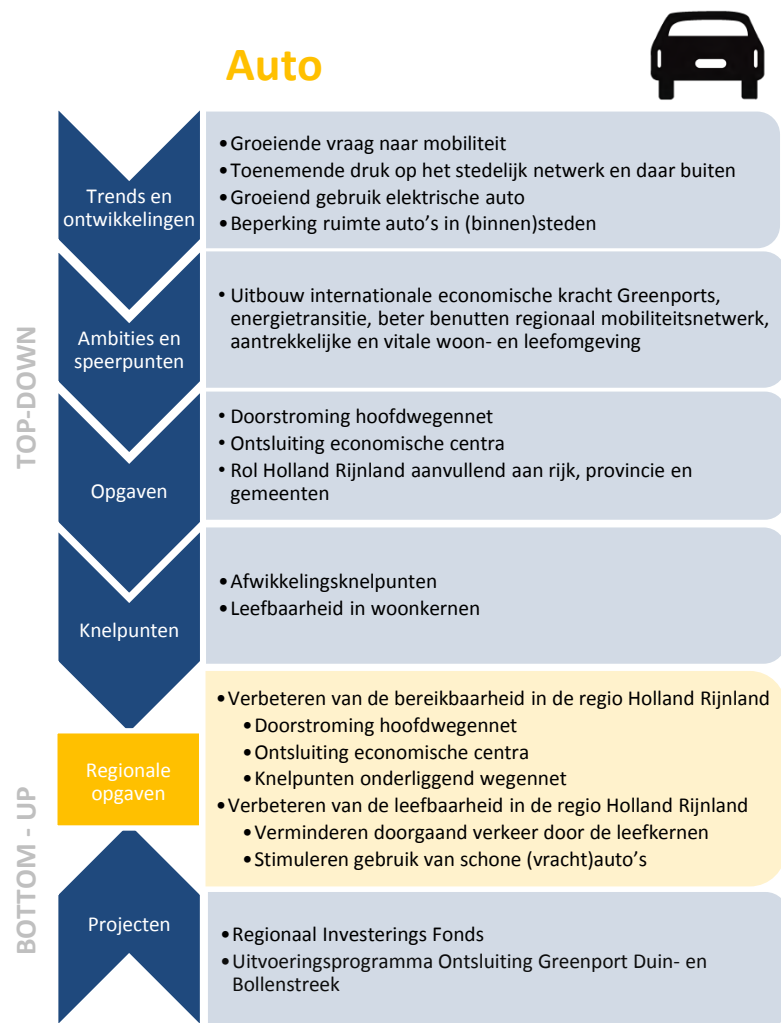 Auto
TOP-DOWN
Trends en
ontwikkelingen
•Groeiende vraag naar mobiliteit
•Toenemende druk op het stedelijk netwerk en daar buiten
•Groeiend gebruik elektrische auto
•Beperking ruimte auto's in (binnen)steden
Ambities en
speerpunten
• Uitbouw internationale economische kracht Greenports,
energietransitie, beter benutten regionaal mobiliteitsnetwerk,
aantrekkelijke en vitale woon- en leefomgeving
Opgaven
• Doorstroming hoofdwegennet
• Ontsluiting economische centra
• Rol Holland Rijnland aanvullend aan rijk, provincie en
gemeenten
Knelpunten
•Afwikkelingsknelpunten
•Leefbaarheid in woonkernen
BOTTOM - UP
Regionale
opgaven
•Verbeteren van de bereikbaarheid in de regio Holland Rijnland
•Doorstroming hoofdwegennet
•Ontsluiting economische centra
•Knelpunten onderliggend wegennet
•Verbeteren van de leefbaarheid in de regio Holland Rijnland
•Verminderen doorgaand verkeer door de leefkernen
•Stimuleren gebruik van schone (vracht)auto's
Projecten
•Regionaal Investerings Fonds
•Uitvoeringsprogramma Ontsluiting Greenport Duin- en
Bollenstreek